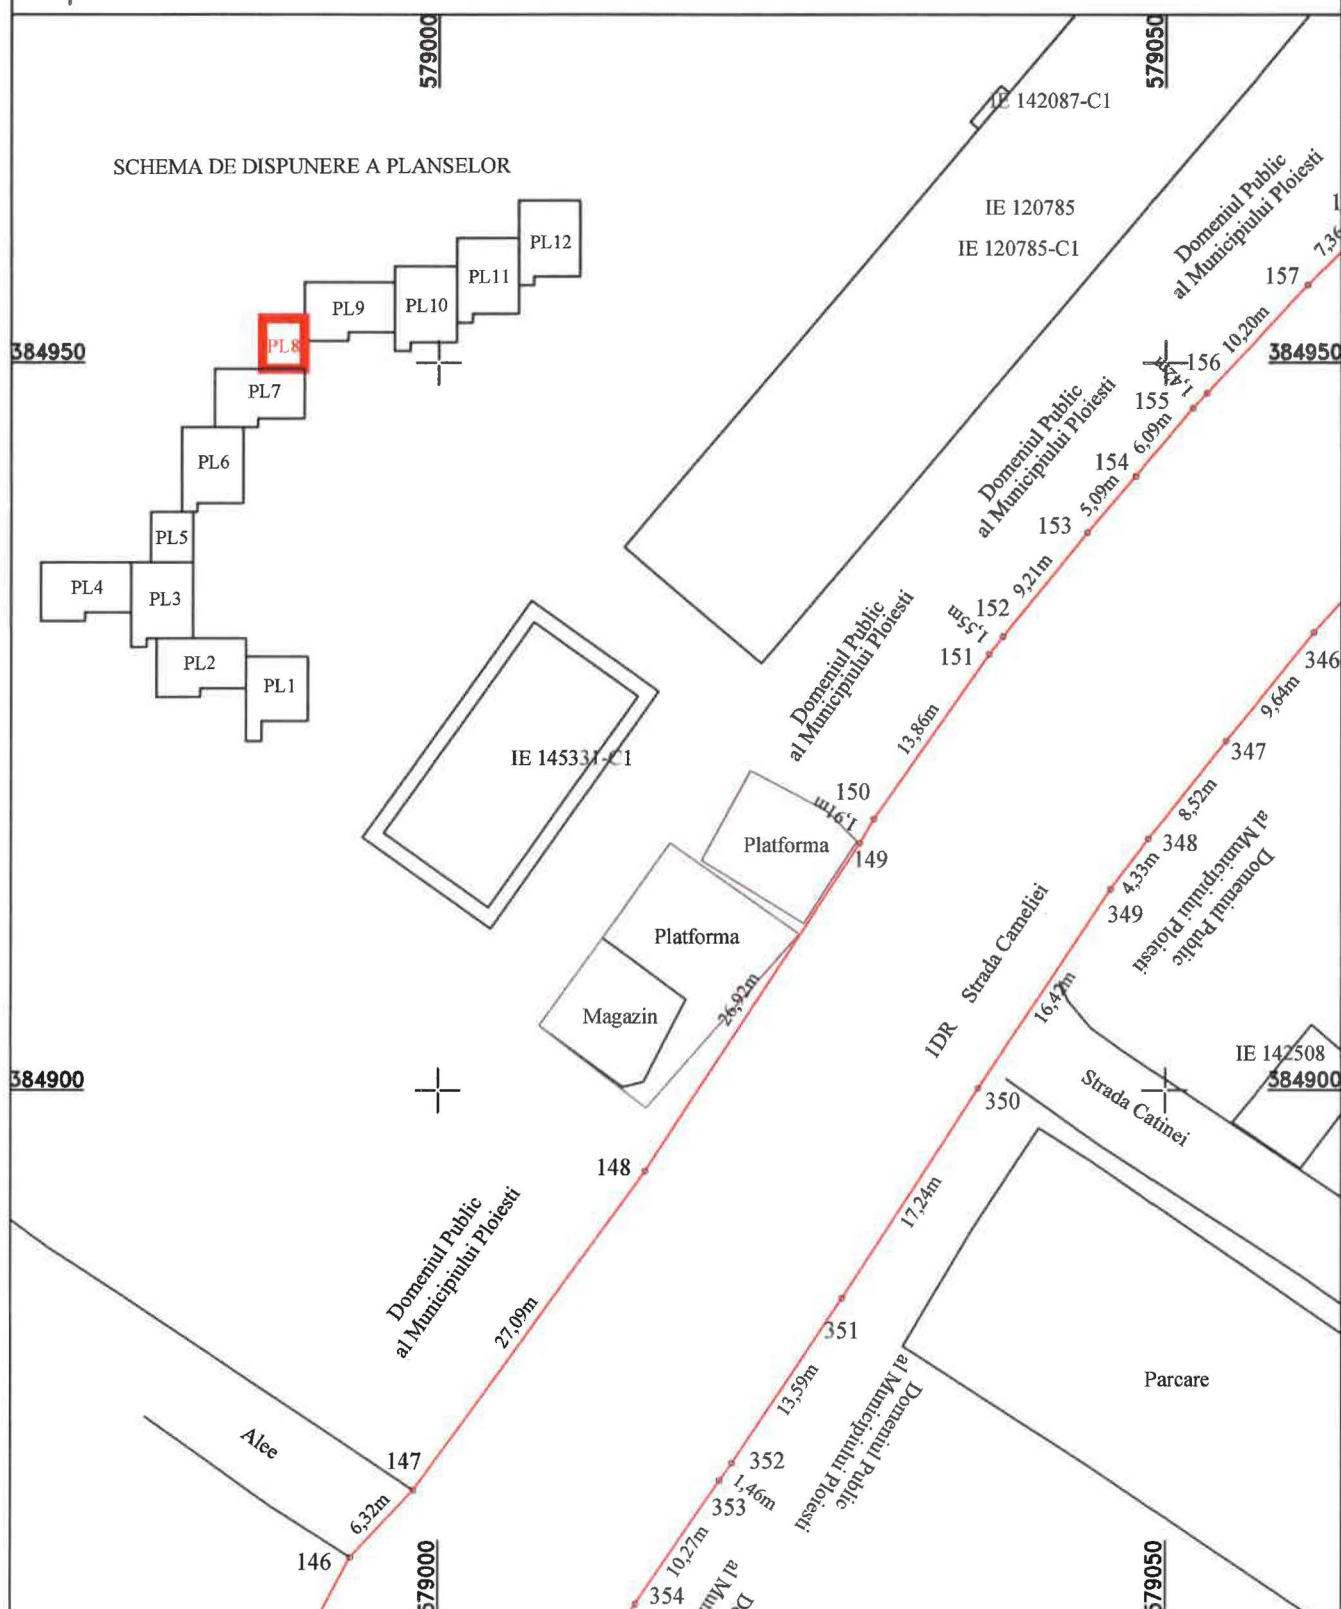 579000
579050
SCHEMA DE DISPUNERE A PLANSELOR
IE 142087-C1
IE 120785
IE 120785-C1
PL12
PL11
PL10
PL9
PL8
PL7
PL6
PL5
PL4
PL3
PL2
PL1
384950
384950
Domeniul Public
al Municipiului Ploiesti
157
7,36
10,20m
156
1,42m
155
6,09m
154
5,09m
153
Domeniul Public
al Municipiului Ploiesti
9,21m
152
1,55m
151
Domeniul Public
al Municipiului Ploiesti
13,86m
346
9,64m
347
8,52m
348
4,33m
349
Domeniul Public
al Municipiului Ploiesti
IE 145331-C1
150
1,91m
149
Platforma
Platforma
Magazin
26,92m
1DR Strada Cameliei
16,42m
IE 142508
384900
384900
350
Strada Catinei
148
17,24m
Domeniul Public
al Municipiului Ploiesti
27,09m
351
13,59m
Domeniul Public
al Municipiului Ploiesti
Parcare
Alee
147
6,32m
146
352
1,46m
353
10,27m
354
al Mun
579000
579050